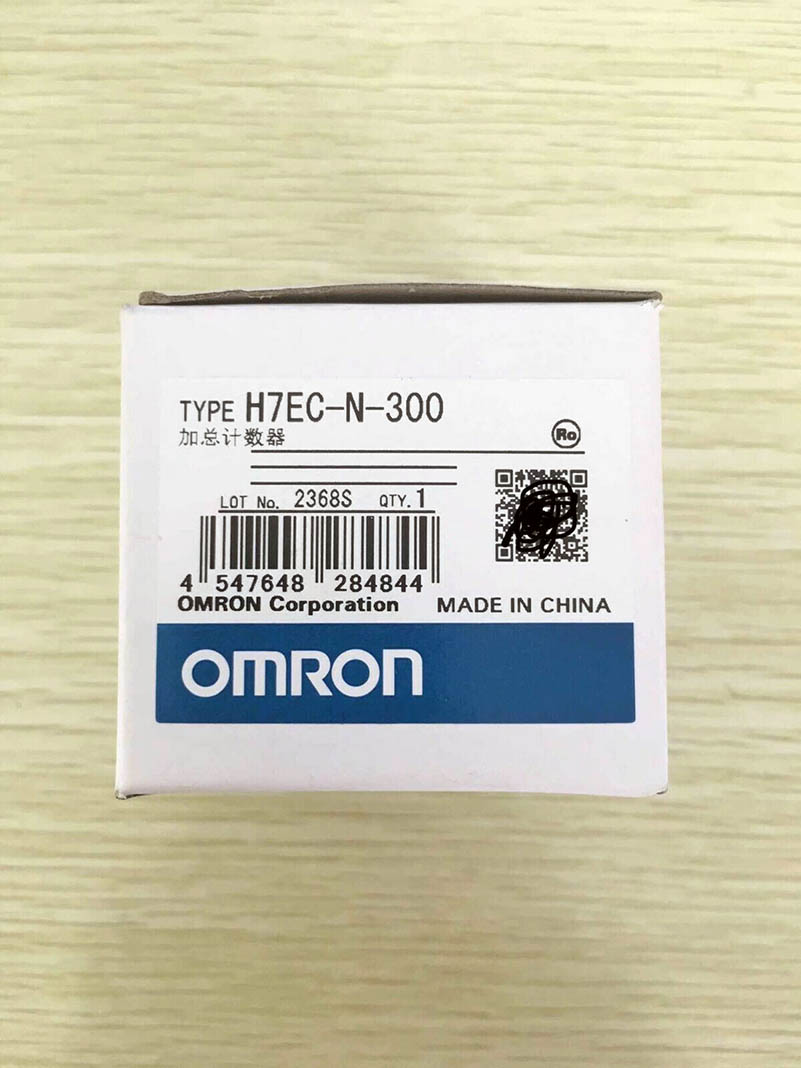 TYPE H7EC-N-300
加总计数器
Ro
LOT No. 2368S QTY. 1
4 547648 284844
OMRON Corporation MADE IN CHINA
OMRON